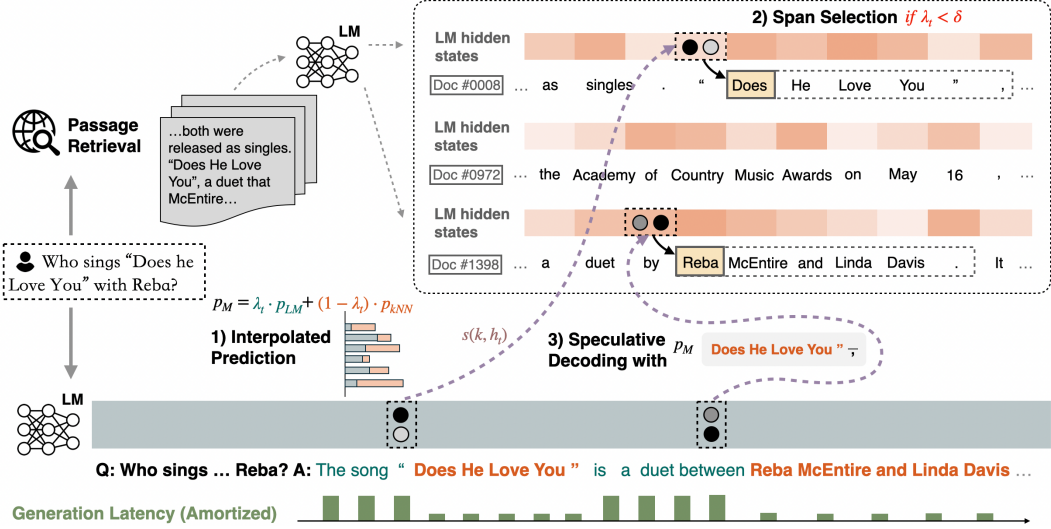 2) Span Selection if λt < δ
LM
LM hidden
states
Doc #0008 … as singles . “ Does He Love You ” , …
LM hidden
states
Doc #0972 … the Academy of Country Music Awards on May 16 , …
LM hidden
states
Doc #1398 … a duet by Reba McEntire and Linda Davis . It …
Passage
Retrieval
…both were
released as singles.
“Does He Love
You”, a duet that
McEntire…
Who sings “Does he
Love You” with Reba?
pM = λt · pLM + (1 − λt) · pkNN
1) Interpolated
Prediction
s(k, ht)
3) Speculative
Decoding with pM
Does He Love You ” ,
LM
Q: Who sings … Reba? A: The song “ Does He Love You ” is a duet between Reba McEntire and Linda Davis …
Generation Latency (Amortized)